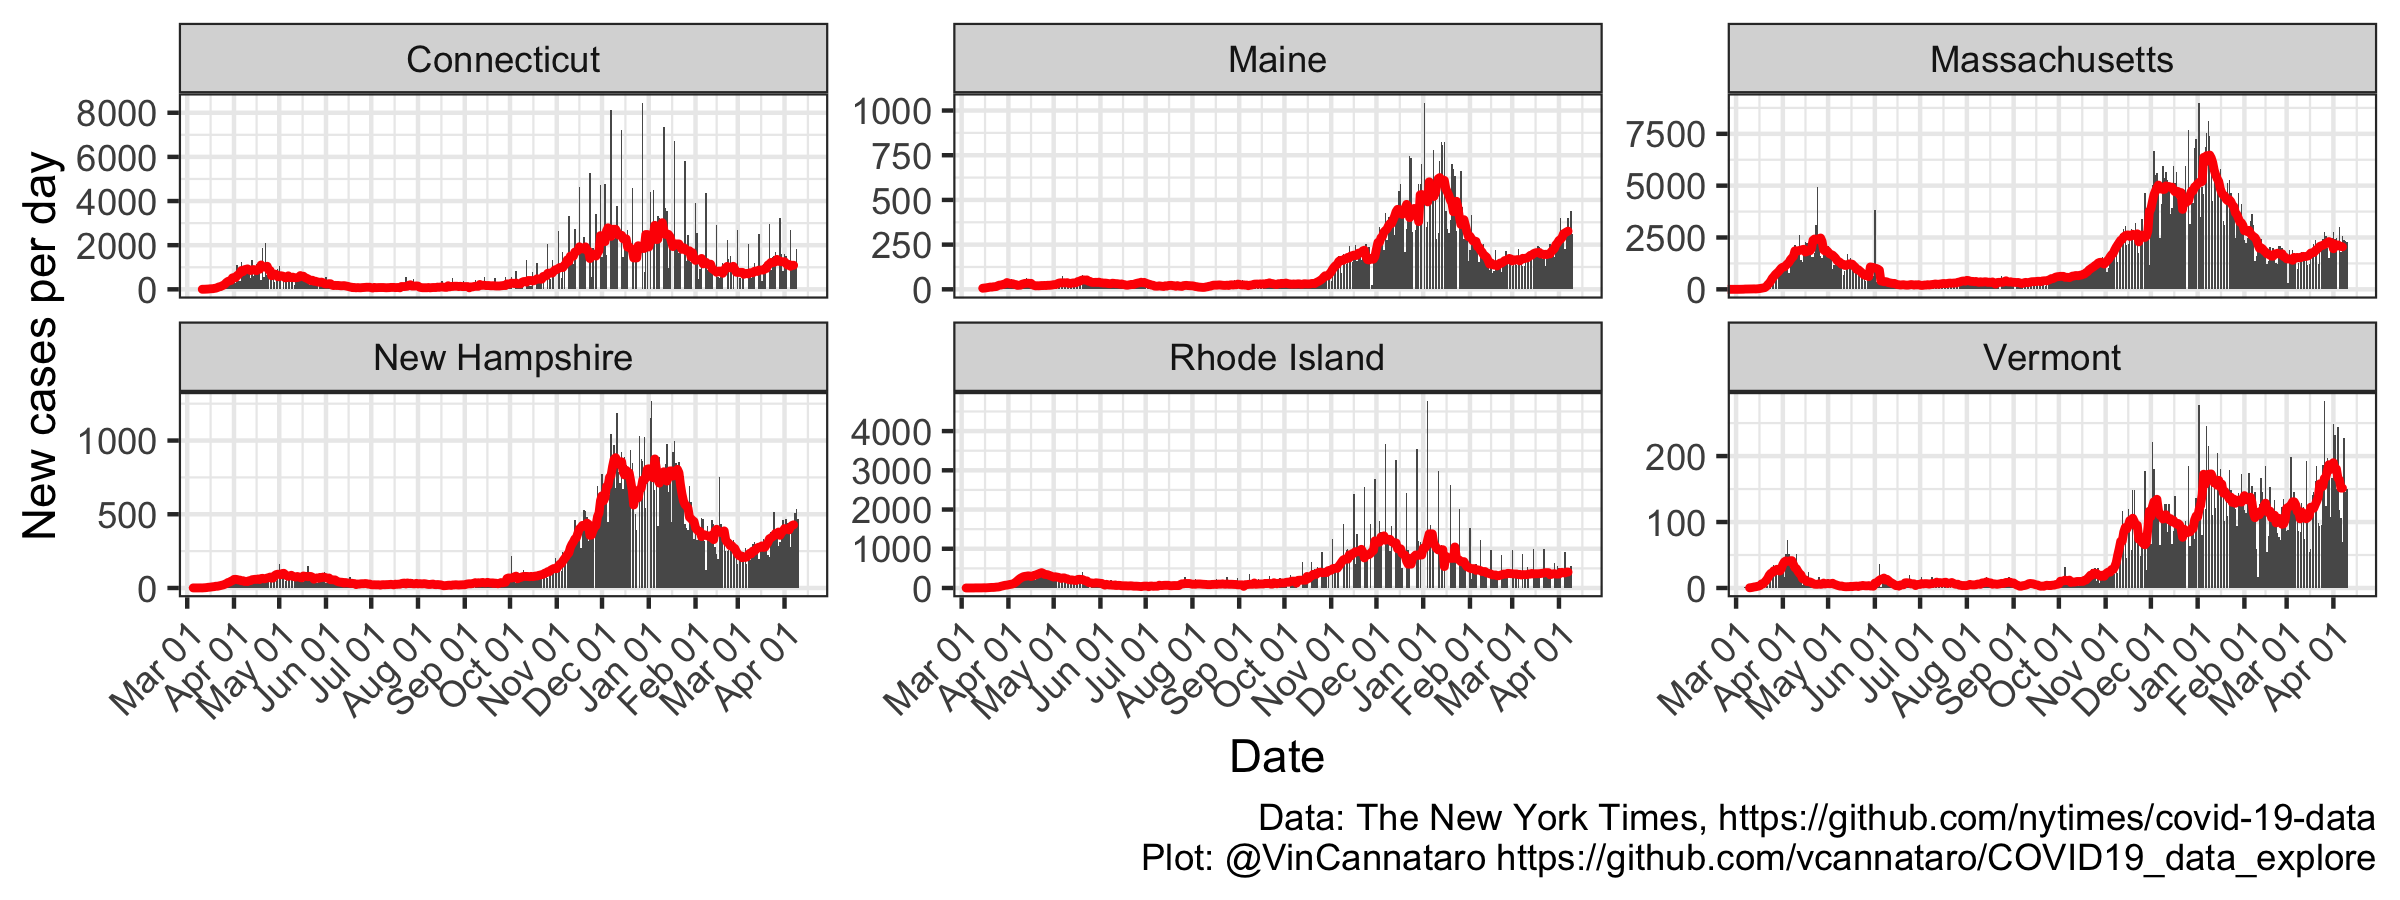 Connecticut
Maine
Massachusetts
New cases per day
8000
6000
4000
2000
0
1000
750
500
250
0
7500
5000
2500
0
New Hampshire
Rhode Island
Vermont
1000
500
0
4000
3000
2000
1000
0
200
100
0
Mar 01
Apr 01
May 01
Jun 01
Jul 01
Aug 01
Sep 01
Oct 01
Nov 01
Dec 01
Jan 01
Feb 01
Mar 01
Apr 01
Mar 01
Apr 01
May 01
Jun 01
Jul 01
Aug 01
Sep 01
Oct 01
Nov 01
Dec 01
Jan 01
Feb 01
Mar 01
Apr 01
Mar 01
Apr 01
May 01
Jun 01
Jul 01
Aug 01
Sep 01
Oct 01
Nov 01
Dec 01
Jan 01
Feb 01
Mar 01
Apr 01
Date
Data: The New York Times, https://github.com/nytimes/covid-19-data
Plot: @VinCannataro https://github.com/vcannataro/COVID19_data_explore